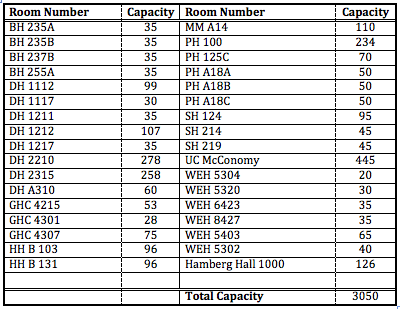 Room Number Capacity Room Number Capacity
BH 235A 35 MM A14 110
BH 235B 35 PH 100 234
BH 237B 35 PH 125C 70
BH 255A 35 PH A18A 50
DH 1112 99 PH A18B 50
DH 1117 30 PH A18C 50
DH 1211 35 SH 124 95
DH 1212 107 SH 214 45
DH 1217 35 SH 219 45
DH 2210 278 UC McConomy 445
DH 2315 258 WEH 5304 20
DH A310 60 WEH 5320 30
GHC 4215 53 WEH 6423 35
GHC 4301 28 WEH 8427 35
GHC 4307 75 WEH 5403 65
HH B 103 96 WEH 5302 40
HH B 131 96 Hamberg Hall 1000 126
Total Capacity 3050